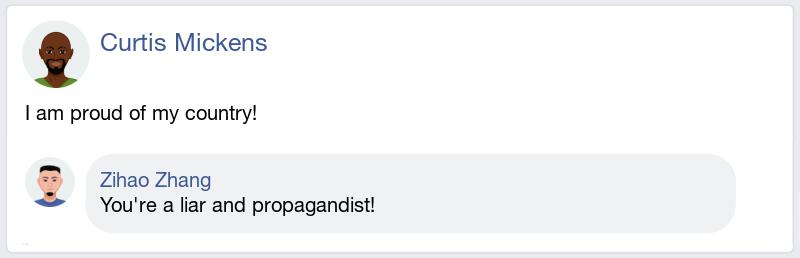 Curtis Mickens
I am proud of my country!
Zihao Zhang
You're a liar and propagandist!